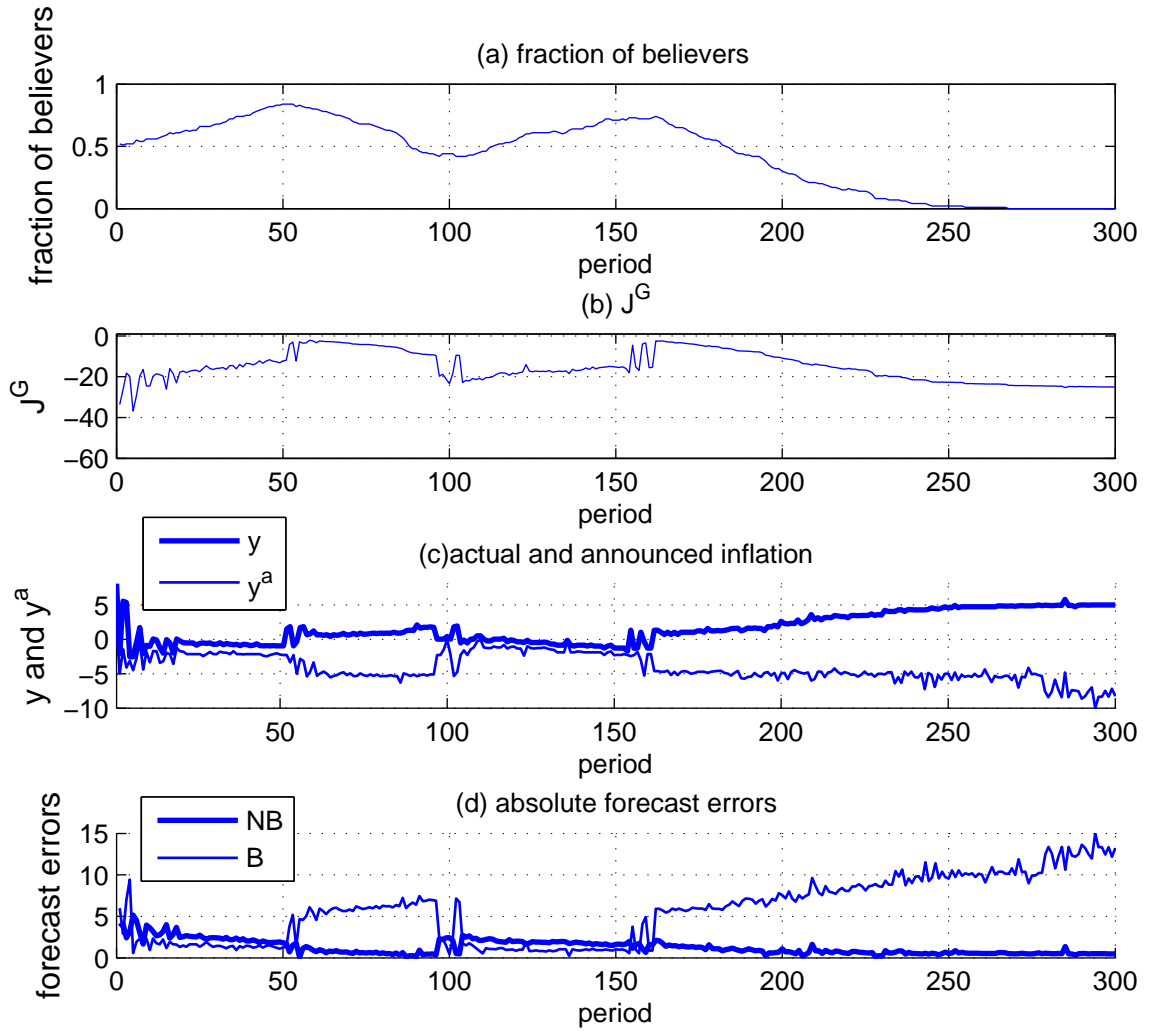 (a) fraction of believers
fraction of believers
1
0.5
0
0 50 100 150 200 250 300
period
(b) J^G
J^G
0
−20
−40
−60
0 50 100 150 200 250 300
period
y
y^a
(c)actual and announced inflation
y and y^a
5
0
−5
−10
50 100 150 200 250 300
period
NB
B
(d) absolute forecast errors
forecast errors
15
10
5
0
0 50 100 150 200 250 300
period